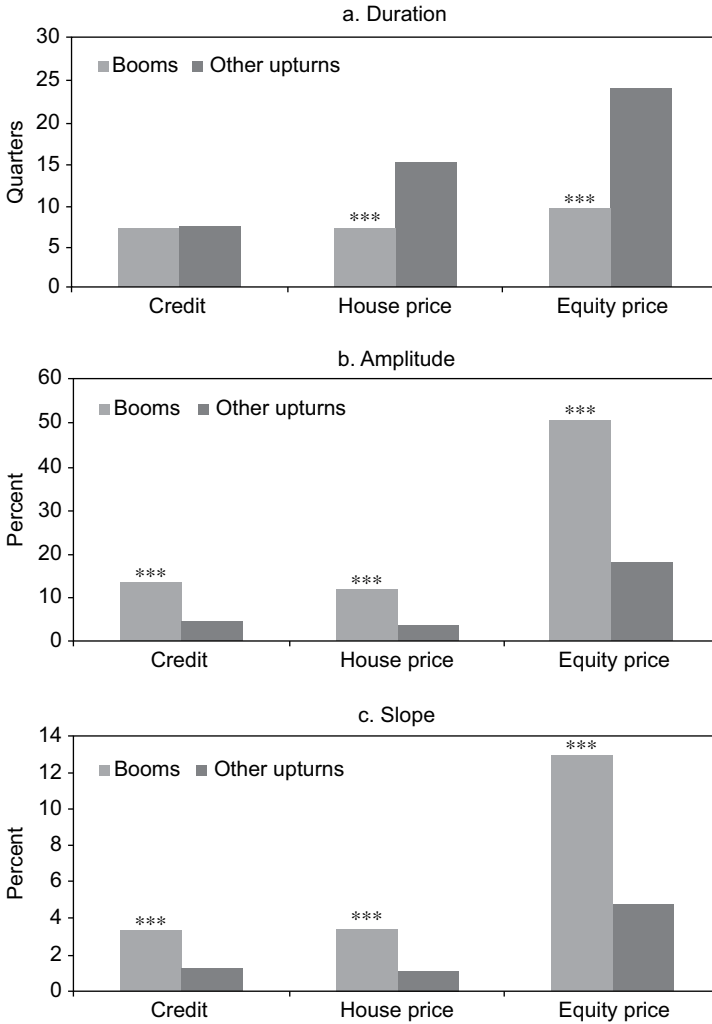 a. Duration
30
25
20
15
10
5
0
Quarters
Booms Other upturns
***
***
Credit House price Equity price
b. Amplitude
60
50
40
30
20
10
0
Percent
Booms Other upturns
***
***
***
Credit House price Equity price
c. Slope
14
12
10
8
6
4
2
0
Percent
Booms Other upturns
***
***
***
Credit House price Equity price